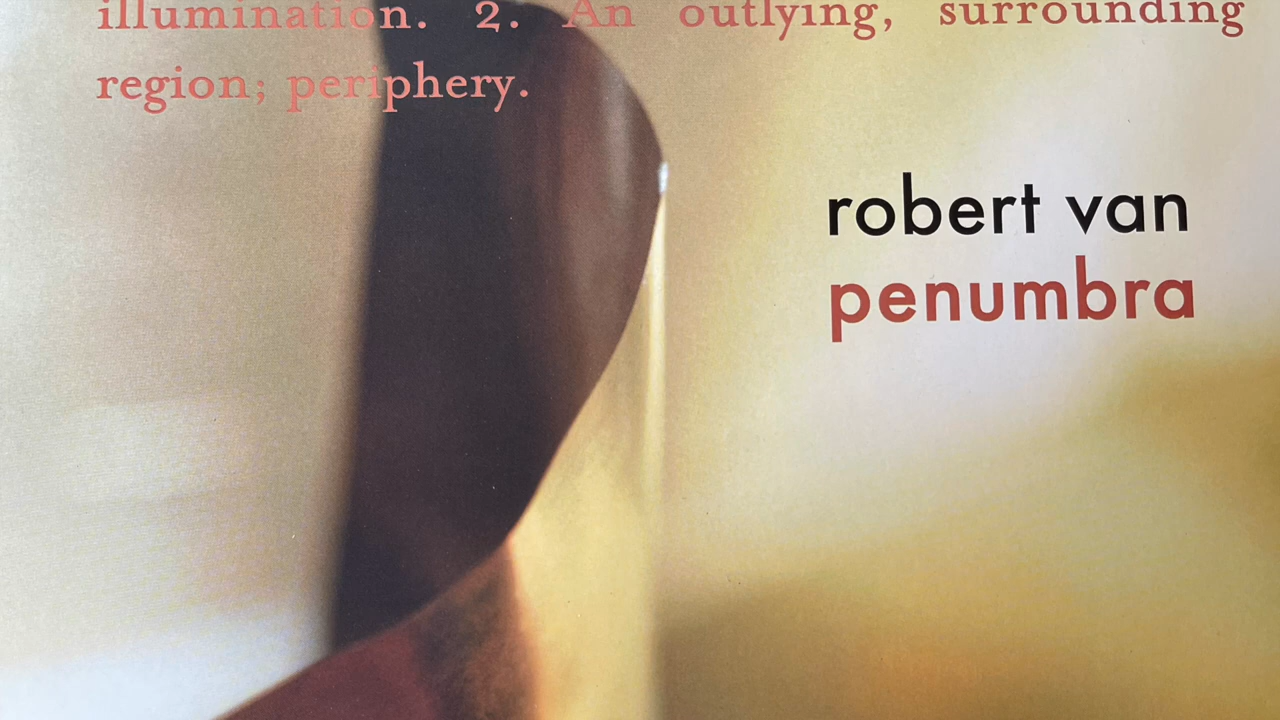 illumination. 2. An outlying, surrounding
region; periphery.
robert van
penumbra